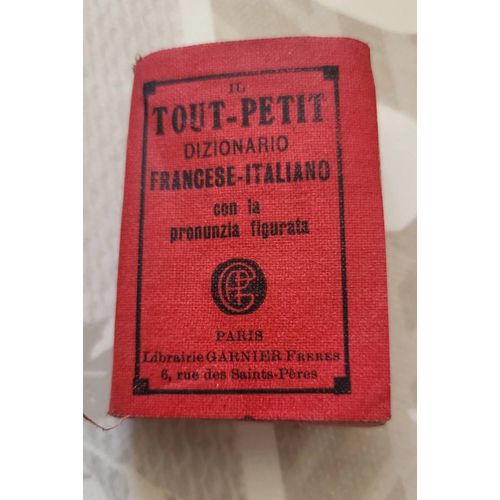 IL
TOUT-PETIT
DIZIONARIO
FRANCESE-ITALIANO
con la
pronunzia figurata
PARIS
Librairie GARNIER FRERES
6, rue des Saints-Pères